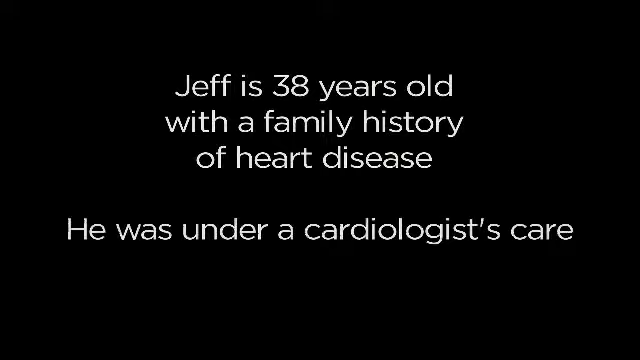 Jeff is 38 years old
with a family history
of heart disease
He was under a cardiologist's care